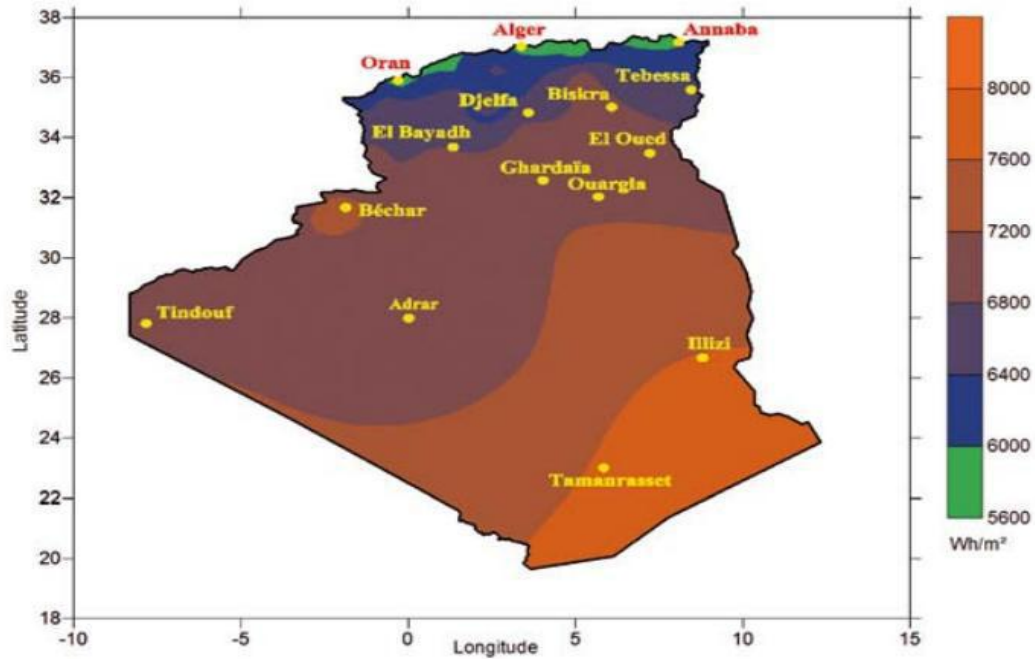 38
36
34
32
30
28
26
24
22
20
18
Latitude
-10
-5
0
5
10
15
Longitude
Alger
Annaba
Oran
Tebessa
Biskra
Djelfa
El Bayadh
El Oued
Ghardaïa
Ouargla
Béchar
Tindouf
Adrar
Illizi
Tamanrasset
8000
7600
7200
6800
6400
6000
5600
Wh/m²